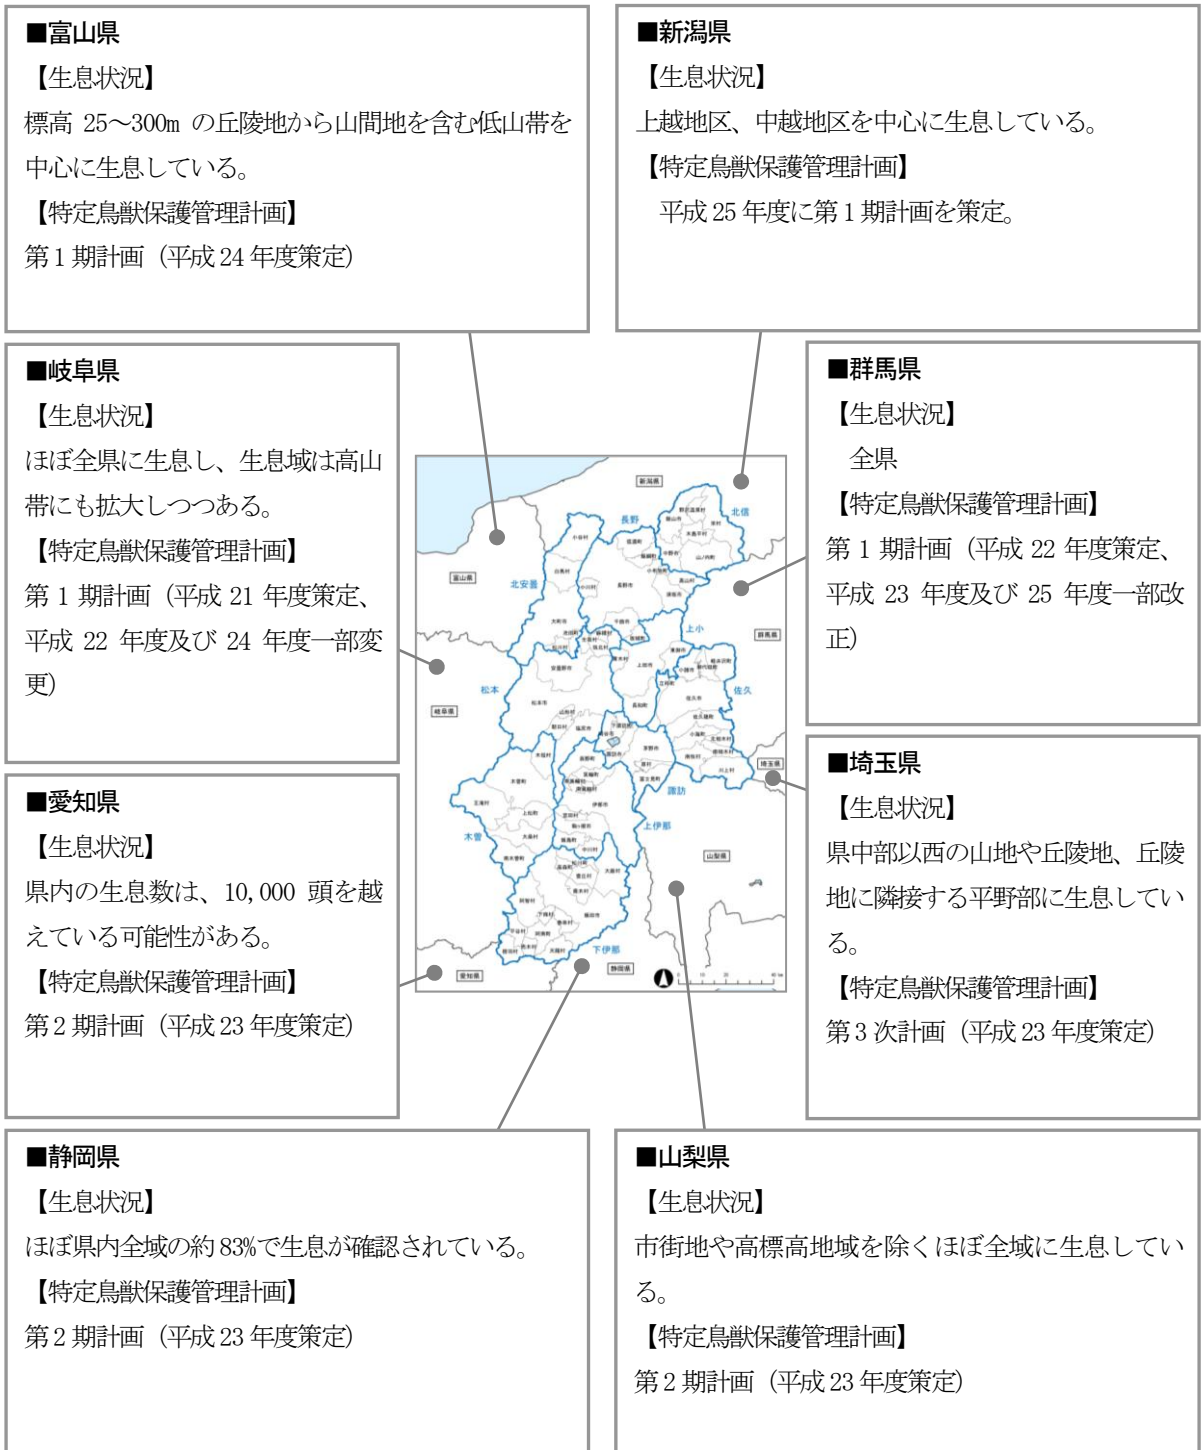 ■富山県
【生息状況】
標高 25～300m の丘陵地から山間地を含む低山帯を
中心に生息している。
【特定鳥獣保護管理計画】
第1期計画（平成24年度策定）
■新潟県
【生息状況】
上越地区、中越地区を中心に生息している。
【特定鳥獣保護管理計画】
平成25年度に第1期計画を策定。
■岐阜県
【生息状況】
ほぼ全県に生息し、生息域は高山
帯にも拡大しつつある。
【特定鳥獣保護管理計画】
第1期計画（平成21年度策定、
平成 22 年度及び 24 年度一部変
更）
■群馬県
【生息状況】
全県
【特定鳥獣保護管理計画】
第1期計画（平成22年度策定、
平成 23 年度及び 25 年度一部改
正）
新潟県
北信
長野
富山県
北安曇
上小
群馬県
松本
佐久
岐阜県
埼玉県
諏訪
木曽
上伊那
山梨県
下伊那
愛知県
静岡県
■愛知県
【生息状況】
県内の生息数は、10,000 頭を越
えている可能性がある。
【特定鳥獣保護管理計画】
第2期計画（平成23年度策定）
■埼玉県
【生息状況】
県中部以西の山地や丘陵地、丘陵
地に隣接する平野部に生息してい
る。
【特定鳥獣保護管理計画】
第3次計画（平成23年度策定）
■静岡県
【生息状況】
ほぼ県内全域の約83%で生息が確認されている。
【特定鳥獣保護管理計画】
第2期計画（平成23年度策定）
■山梨県
【生息状況】
市街地や高標高地域を除くほぼ全域に生息してい
る。
【特定鳥獣保護管理計画】
第2期計画（平成23年度策定）